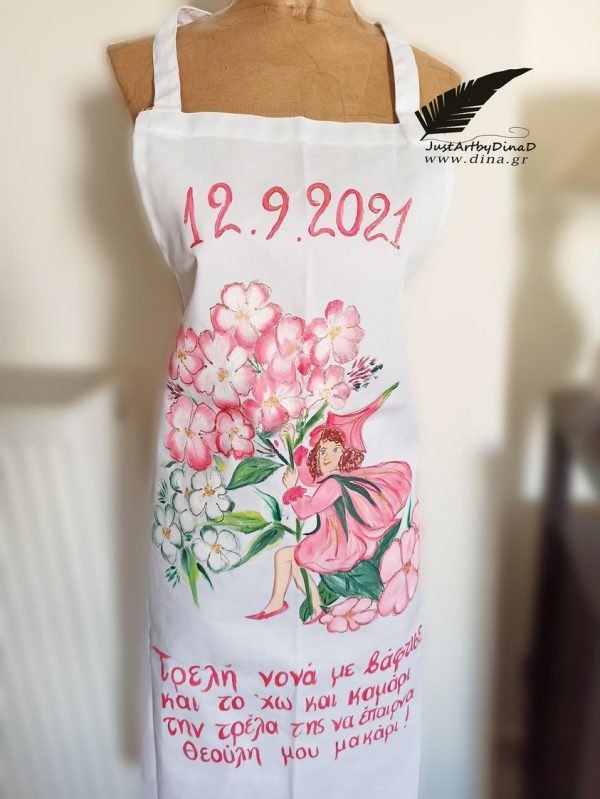 JustArtbyDinaD
www.dina.gr
12.9.2021
Τρελή νονά με βάφτισε
και το 'χω και καμάρι
την τρέλα της να έπαιρνα
Θεούλη μου μακάρι!